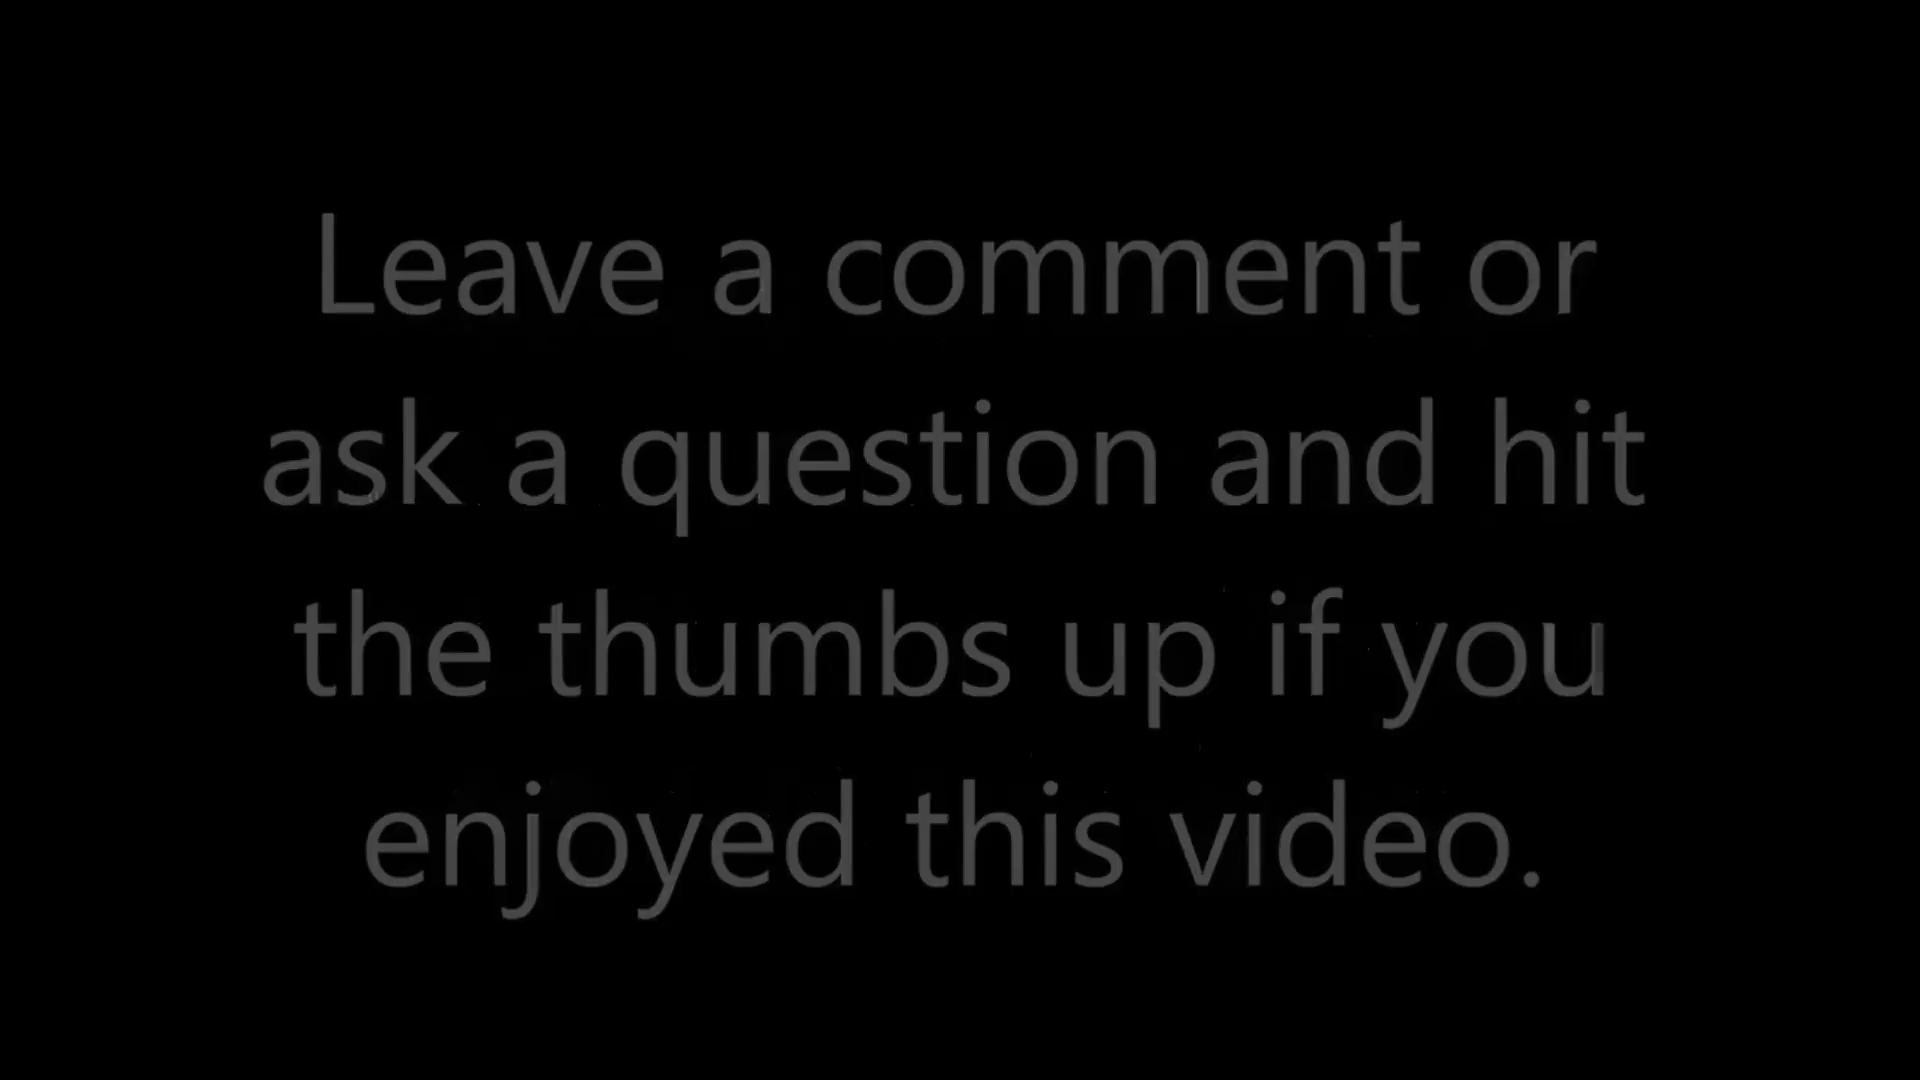 Leave a comment or
ask a question and hit
the thumbs up if you
enjoyed this video.